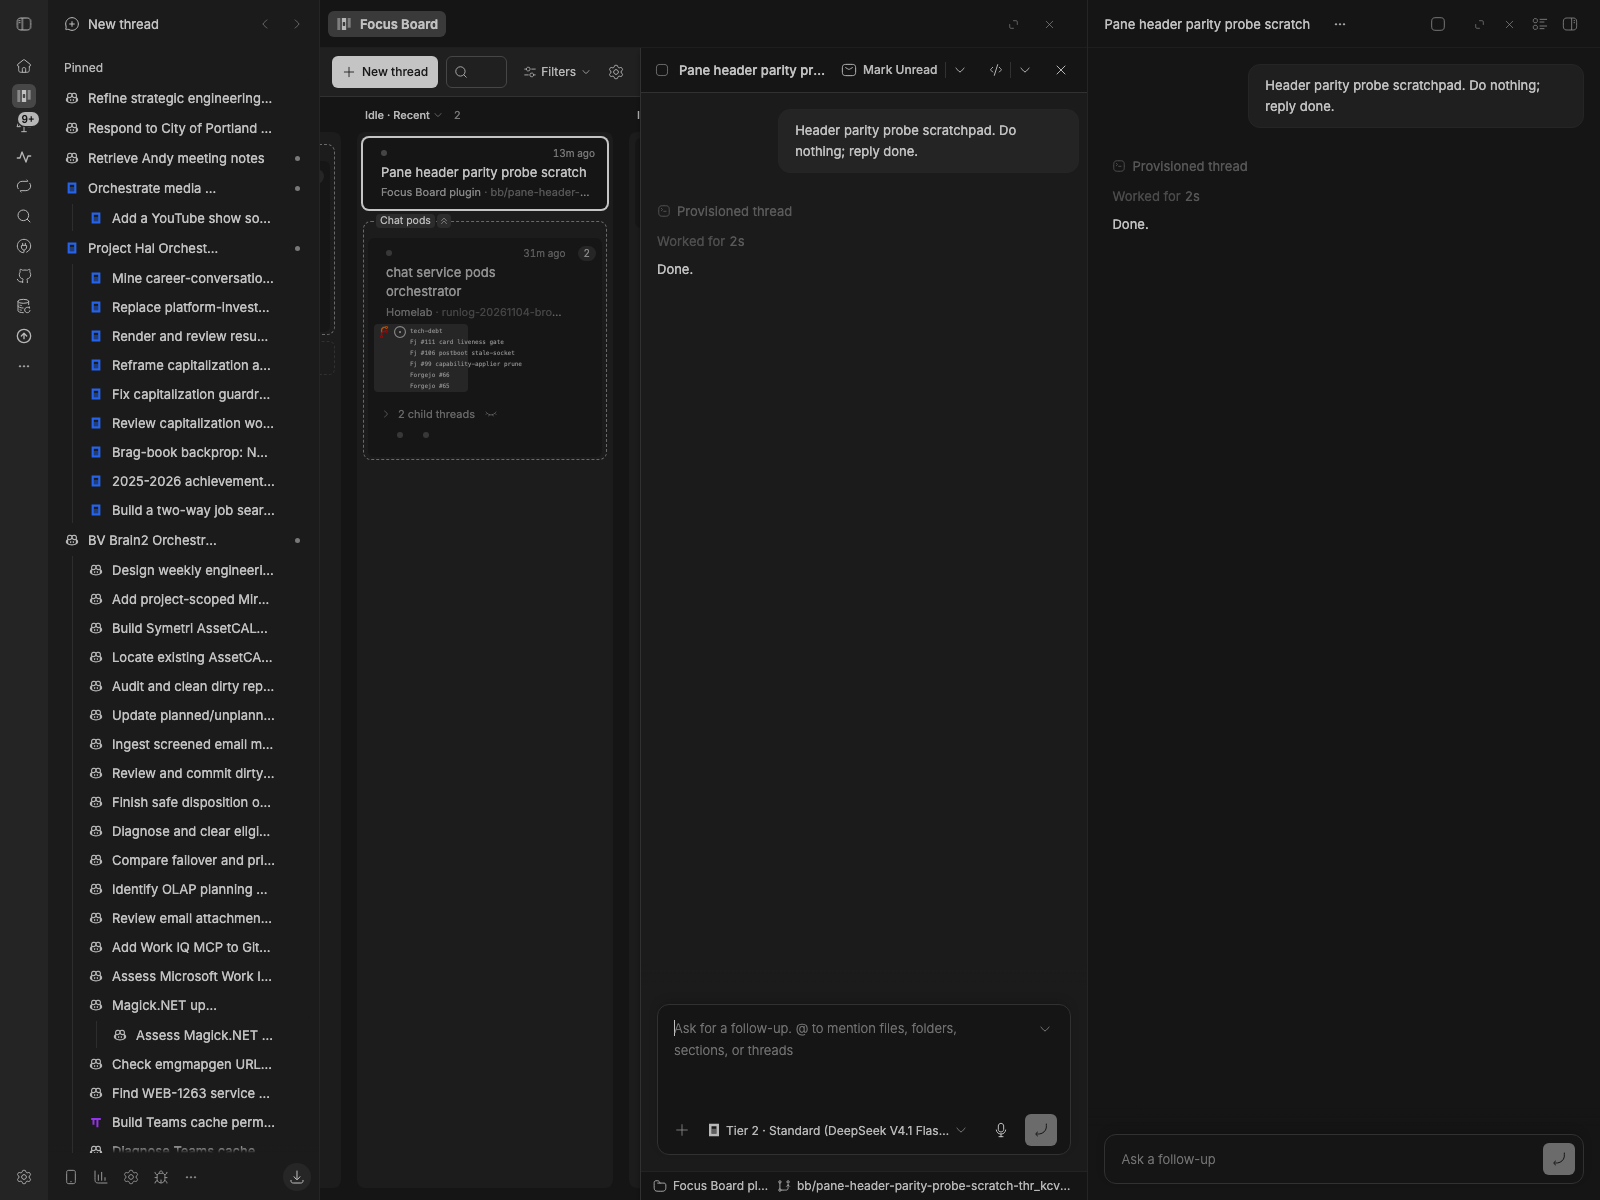 New thread
Pinned
Refine strategic engineering...
Respond to City of Portland ...
9+
Retrieve Andy meeting notes
Orchestrate media ...
Add a YouTube show so...
Project Hal Orchest...
Mine career-conversatio...
Replace platform-invest...
Render and review resu...
Reframe capitalization a...
Fix capitalization guardr...
Review capitalization wo...
Brag-book backprop: N...
2025-2026 achievement...
Build a two-way job sear...
BV Brain2 Orchestr...
Design weekly engineeri...
Add project-scoped Mir...
Build Symetri AssetCAL...
Locate existing AssetCA...
Audit and clean dirty rep...
Update planned/unplann...
Ingest screened email m...
Review and commit dirty...
Finish safe disposition o...
Diagnose and clear eligi...
Compare failover and pri...
Identify OLAP planning ...
Review email attachmen...
Add Work IQ MCP to Git...
Assess Microsoft Work I...
Magick.NET up...
Assess Magick.NET ...
Check emgmapgen URL...
Find WEB-1263 service ...
Build Teams cache perm...
Diagnose Teams cache
Focus Board
New thread
Filters
Idle · Recent 2
13m ago
Pane header parity probe scratch
Focus Board plugin · bb/pane-header-...
Chat pods
31m ago 2
chat service pods
orchestrator
Homelab · runlog-20261104-bro...
tech-debt
Fj #111 card liveness gate
Fj #106 postboot stale-socket
Fj #99 capability-applier prune
Forgejo #66
Forgejo #65
2 child threads
Pane header parity pr... Mark Unread
Header parity probe scratchpad. Do
nothing; reply done.
Provisioned thread
Worked for 2s
Done.
Ask for a follow-up. @ to mention files, folders,
sections, or threads
Tier 2 · Standard (DeepSeek V4.1 Flas...
Focus Board pl... bb/pane-header-parity-probe-scratch-thr_kcv...
Pane header parity probe scratch ...
Header parity probe scratchpad. Do nothing;
reply done.
Provisioned thread
Worked for 2s
Done.
Ask a follow-up